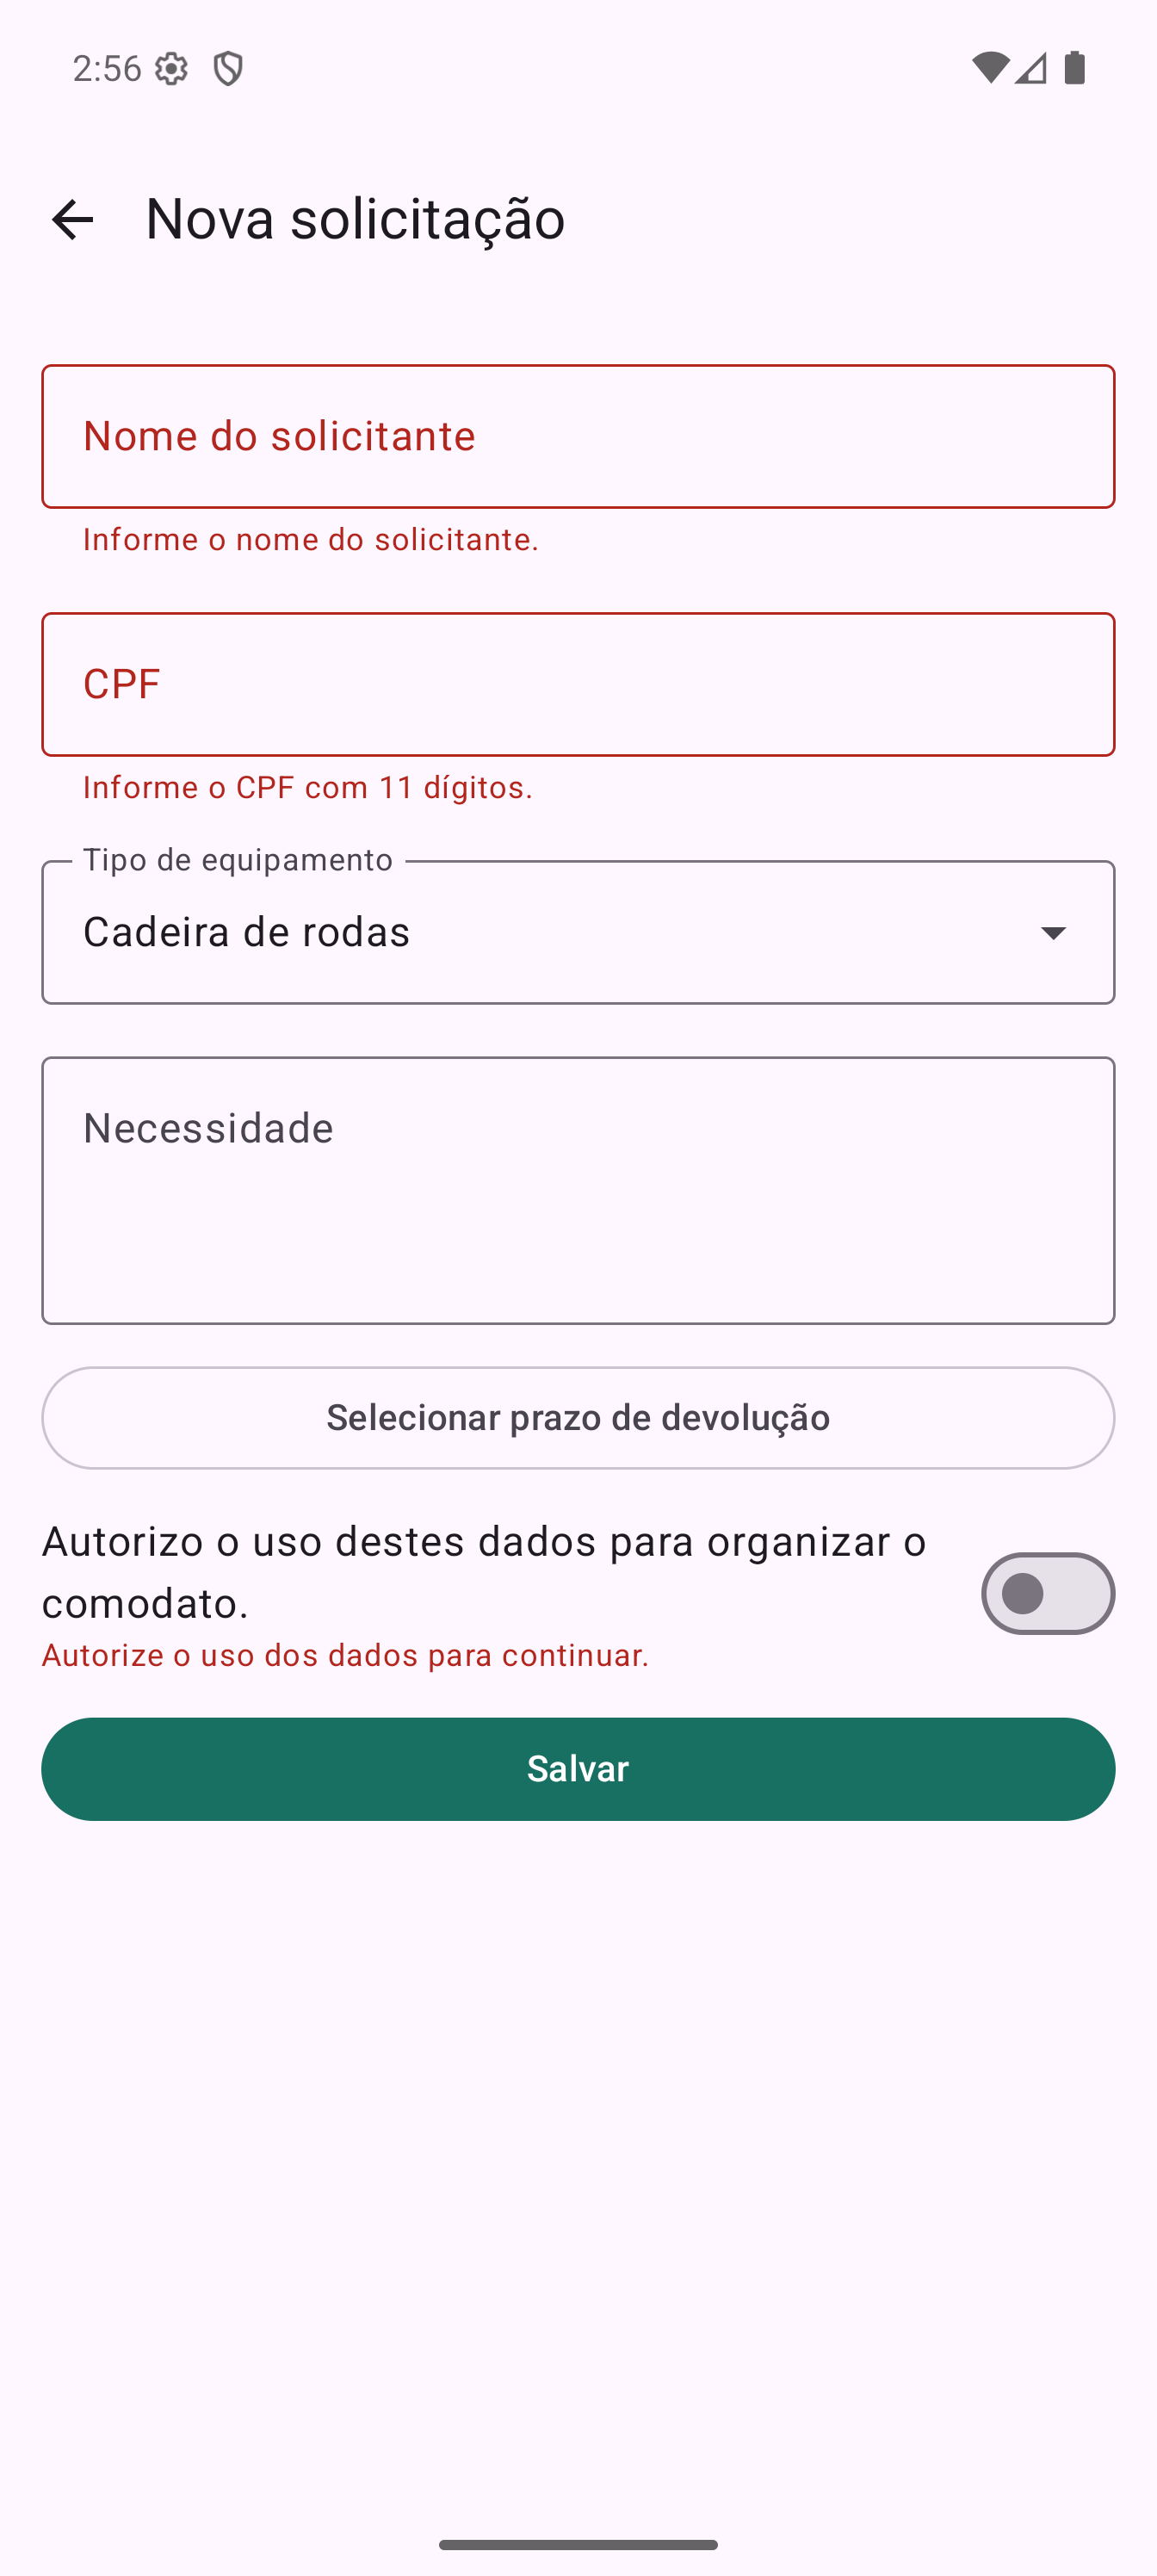 2:56
Nova solicitação
Nome do solicitante
Informe o nome do solicitante.
CPF
Informe o CPF com 11 dígitos.
Tipo de equipamento
Cadeira de rodas
Necessidade
Selecionar prazo de devolução
Autorizo o uso destes dados para organizar o
comodato.
Autorize o uso dos dados para continuar.
Salvar